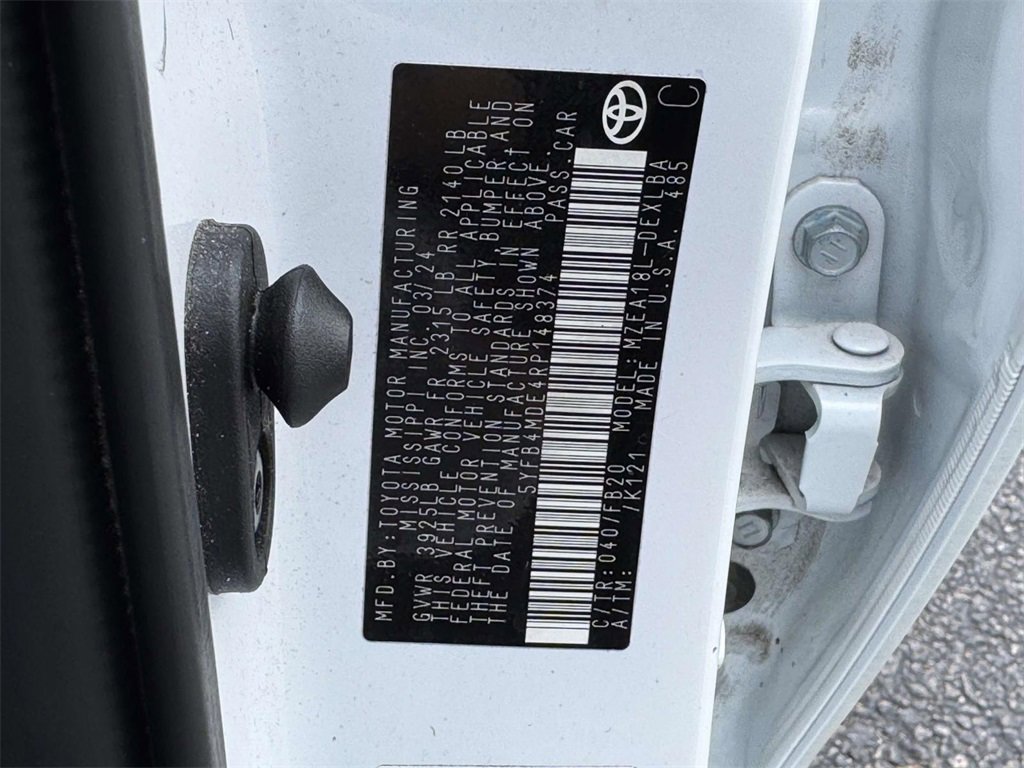 MFD.BY:TOYOTA MOTOR MANUFACTURING
MISSISSIPPI INC. 03/24
GVWR 3925LB GAWR FR 2315 LB RR 2140LB
THIS VEHICLE CONFORMS TO ALL APPLICABLE
FEDERAL MOTOR VEHICLE SAFETY, BUMPER, AND
THEFT PREVENTION STANDARDS IN EFFECT ON
THE DATE OF MANUFACTURE SHOWN ABOVE.
5YFB4MDE4RP148374 PASS.CAR
C/TR: 040/FB20 MODEL: MZEA18L-DEXLBA
A/TM: /K121 MADE IN U.S.A. 485
C